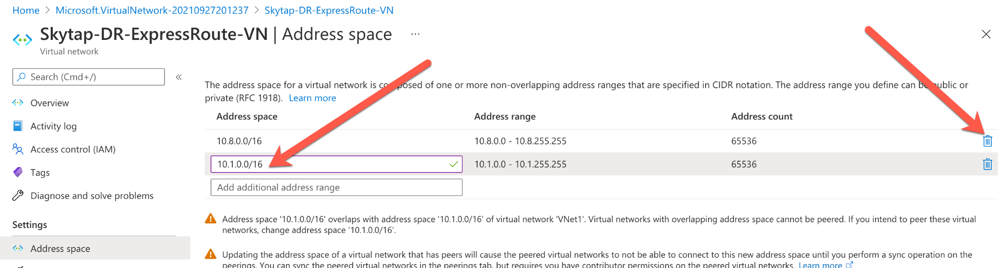 Home > Microsoft.VirtualNetwork-20210927201237 > Skytap-DR-ExpressRoute-VN
Skytap-DR-ExpressRoute-VN | Address space ...
Virtual network
Search (Cmd+/) «
Overview
Activity log
Access control (IAM)
Tags
Diagnose and solve problems
Settings
Address space
The address space for a virtual network is composed of one or more non-overlapping address ranges that are specified in CIDR notation. The address range you define can be public or
private (RFC 1918). Learn more
Address space Address range Address count
10.8.0.0/16 10.8.0.0 - 10.8.255.255 65536
10.1.0.0/16 10.1.0.0 - 10.1.255.255 65536
Add additional address range
Address space '10.1.0.0/16' overlaps with address space '10.1.0.0/16' of virtual network 'VNet1'. Virtual networks with overlapping address space cannot be peered. If you intend to peer these virtual
networks, change address space '10.1.0.0/16'.
Updating the address space of a virtual network that has peers will cause the peered virtual networks to not be able to connect to this new address space until you perform a sync operation on the
peerings. You can sync the peered virtual networks in the peerings tab, but requires you have contributor permissions on the peered virtual networks. Learn more